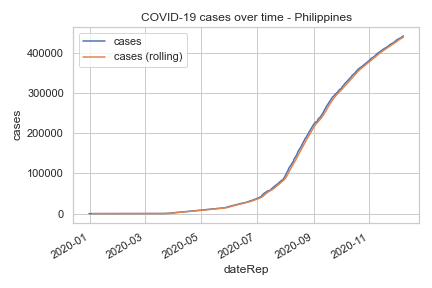 COVID-19 cases over time - Philippines
cases
cases (rolling)
400000
300000
200000
100000
0
cases
2020-01
2020-03
2020-05
2020-07
2020-09
2020-11
dateRep